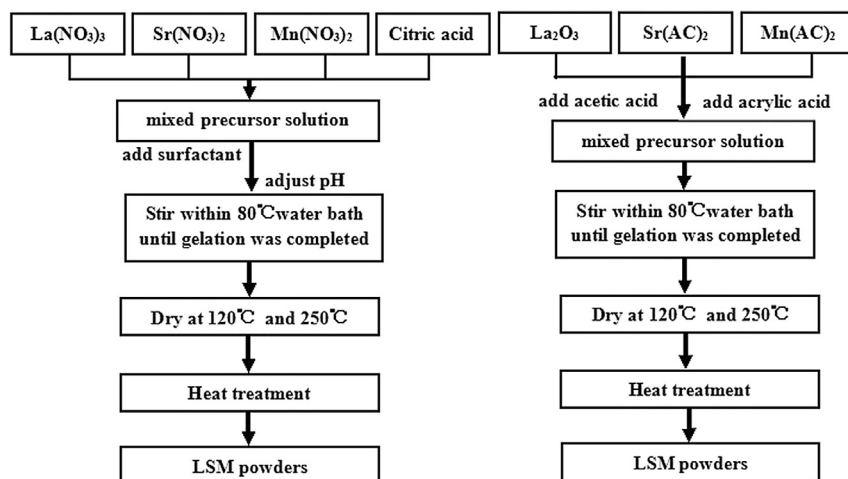 La(NO₃)₃
Sr(NO₃)₂
Mn(NO₃)₂
Citric acid
mixed precursor solution
add surfactant
adjust pH
Stir within 80℃water bath
until gelation was completed
Dry at 120℃ and 250℃
Heat treatment
LSM powders
La₂O₃
Sr(AC)₂
Mn(AC)₂
add acetic acid
add acrylic acid
mixed precursor solution
Stir within 80℃water bath
until gelation was completed
Dry at 120℃ and 250℃
Heat treatment
LSM powders